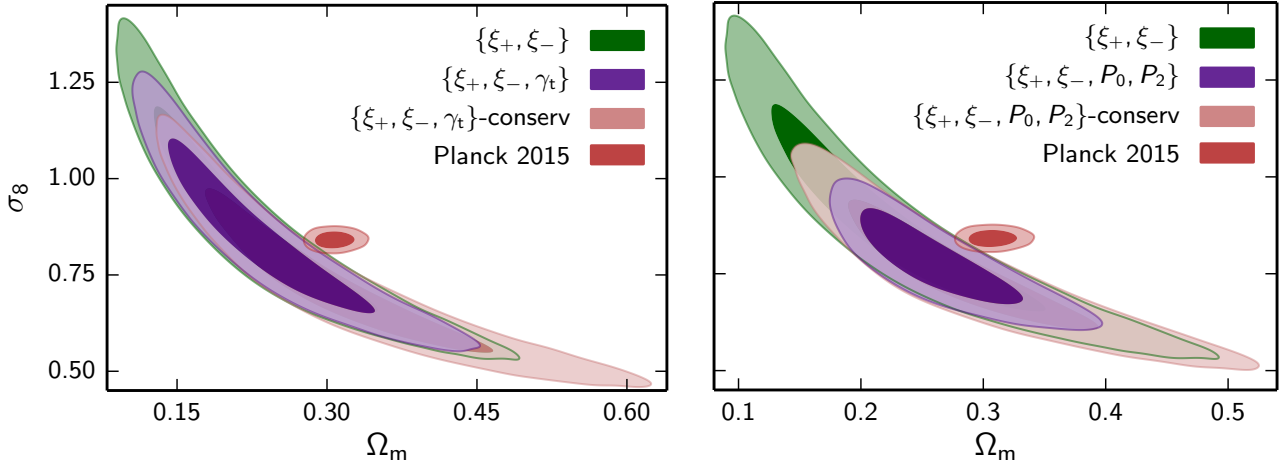 {ξ₊, ξ₋}
{ξ₊, ξ₋, γₜ}
{ξ₊, ξ₋, γₜ}-conserv
Planck 2015
σ₈
1.25
1.00
0.75
0.50
0.15 0.30 0.45 0.60
Ωₘ
{ξ₊, ξ₋}
{ξ₊, ξ₋, P₀, P₂}
{ξ₊, ξ₋, P₀, P₂}-conserv
Planck 2015
0.1 0.2 0.3 0.4 0.5
Ωₘ